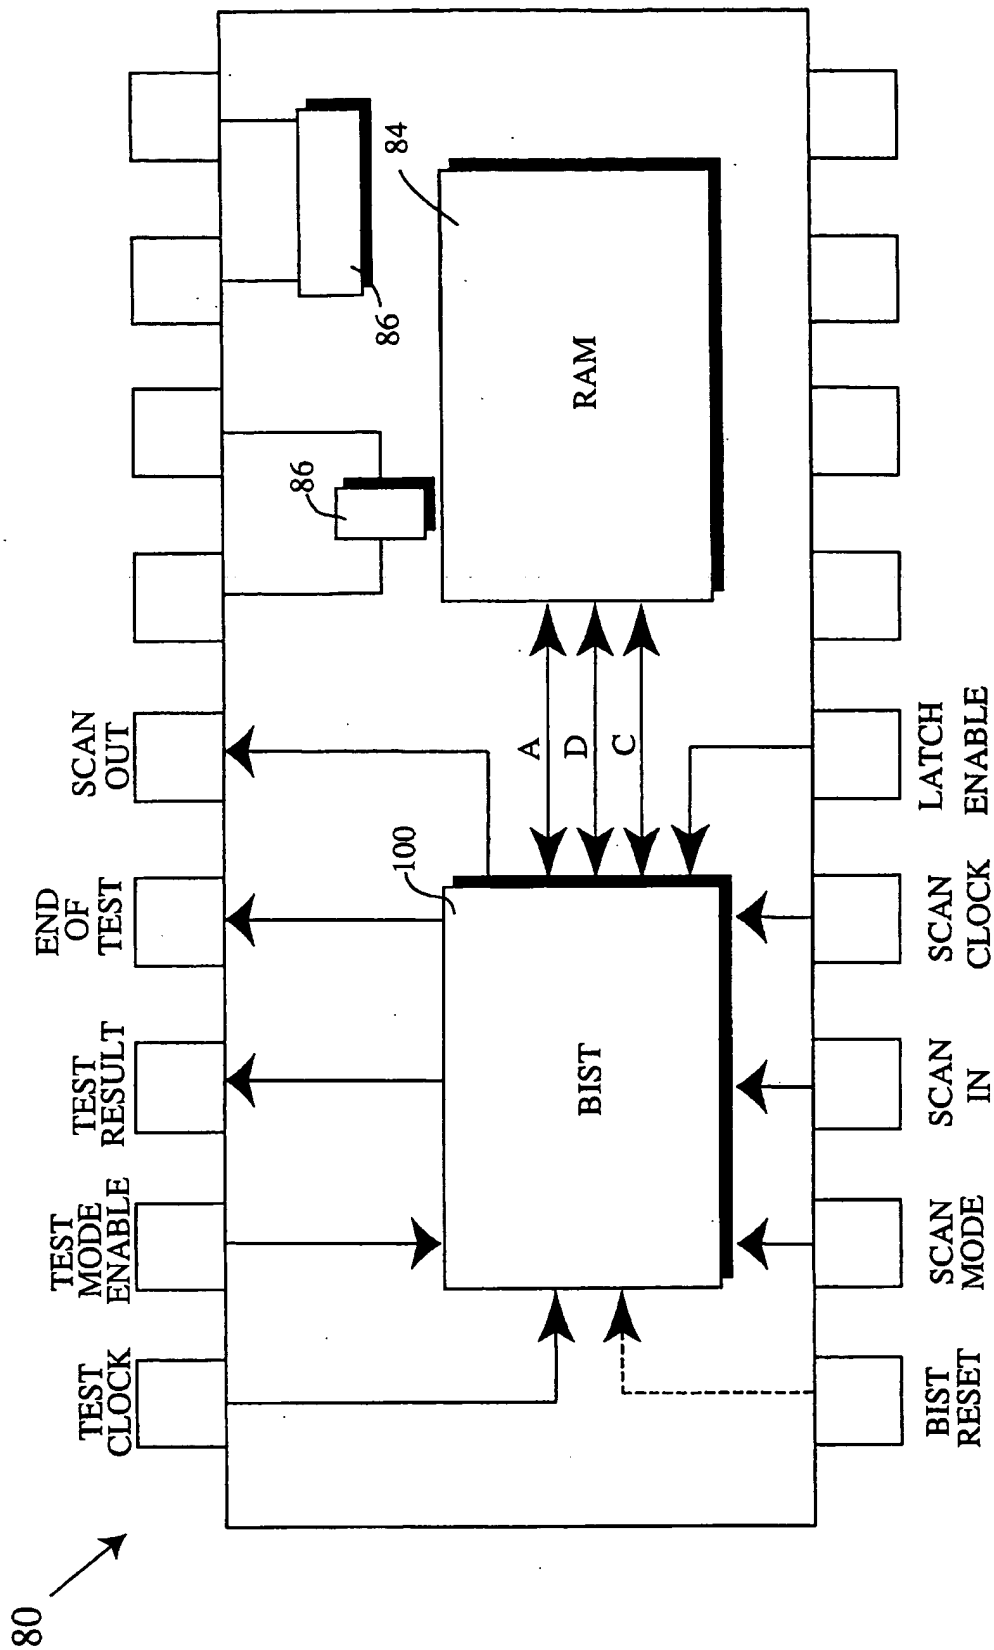 80
TEST
CLOCK
TEST
MODE
ENABLE
TEST
RESULT
END
OF
TEST
SCAN
OUT
86
86
84
100
BIST
A
D
C
RAM
BIST
RESET
SCAN
MODE
SCAN
IN
SCAN
CLOCK
LATCH
ENABLE